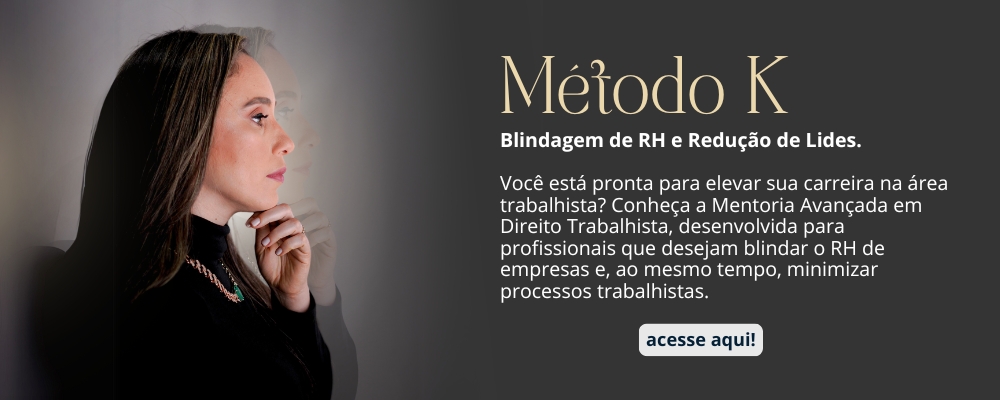 Método K
Blindagem de RH e Redução de Lides.
Você está pronta para elevar sua carreira na área
trabalhista? Conheça a Mentoria Avançada em
Direito Trabalhista, desenvolvida para
profissionais que desejam blindar o RH de
empresas e, ao mesmo tempo, minimizar
processos trabalhistas.
acesse aqui!